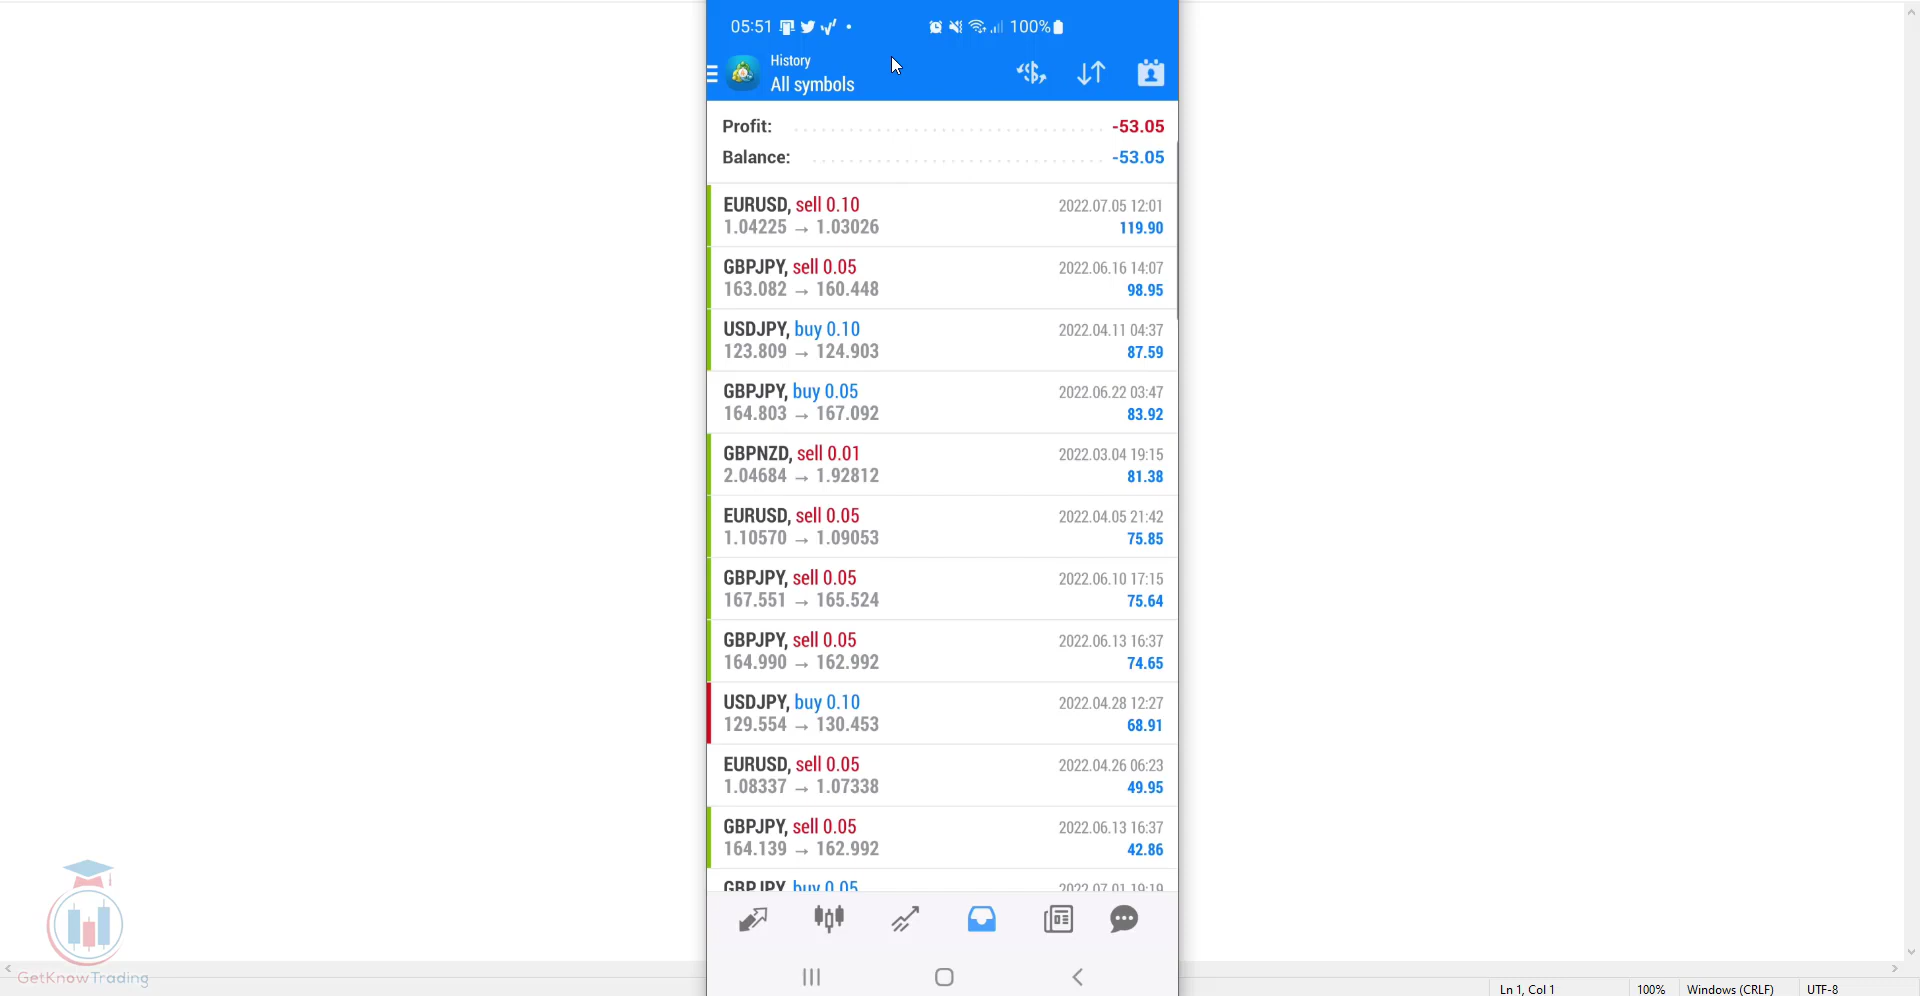 05:51
100%
History
All symbols
Profit: -53.05
Balance: -53.05
EURUSD, sell 0.10 2022.07.05 12:01
1.04225 → 1.03026 119.90
GBPJPY, sell 0.05 2022.06.16 14:07
163.082 → 160.448 98.95
USDJPY, buy 0.10 2022.04.11 04:37
123.809 → 124.903 87.59
GBPJPY, buy 0.05 2022.06.22 03:47
164.803 → 167.092 83.92
GBPNZD, sell 0.01 2022.03.04 19:15
2.04684 → 1.92812 81.38
EURUSD, sell 0.05 2022.04.05 21:42
1.10570 → 1.09053 75.85
GBPJPY, sell 0.05 2022.06.10 17:15
167.551 → 165.524 75.64
GBPJPY, sell 0.05 2022.06.13 16:37
164.990 → 162.992 74.65
USDJPY, buy 0.10 2022.04.28 12:27
129.554 → 130.453 68.91
EURUSD, sell 0.05 2022.04.26 06:23
1.08337 → 1.07338 49.95
GBPJPY, sell 0.05 2022.06.13 16:37
164.139 → 162.992 42.86
GBPJPY, buy 0.05 2022.07.01 19:19
GetKnowTrading
Ln 1, Col 1 100% Windows (CRLF) UTF-8